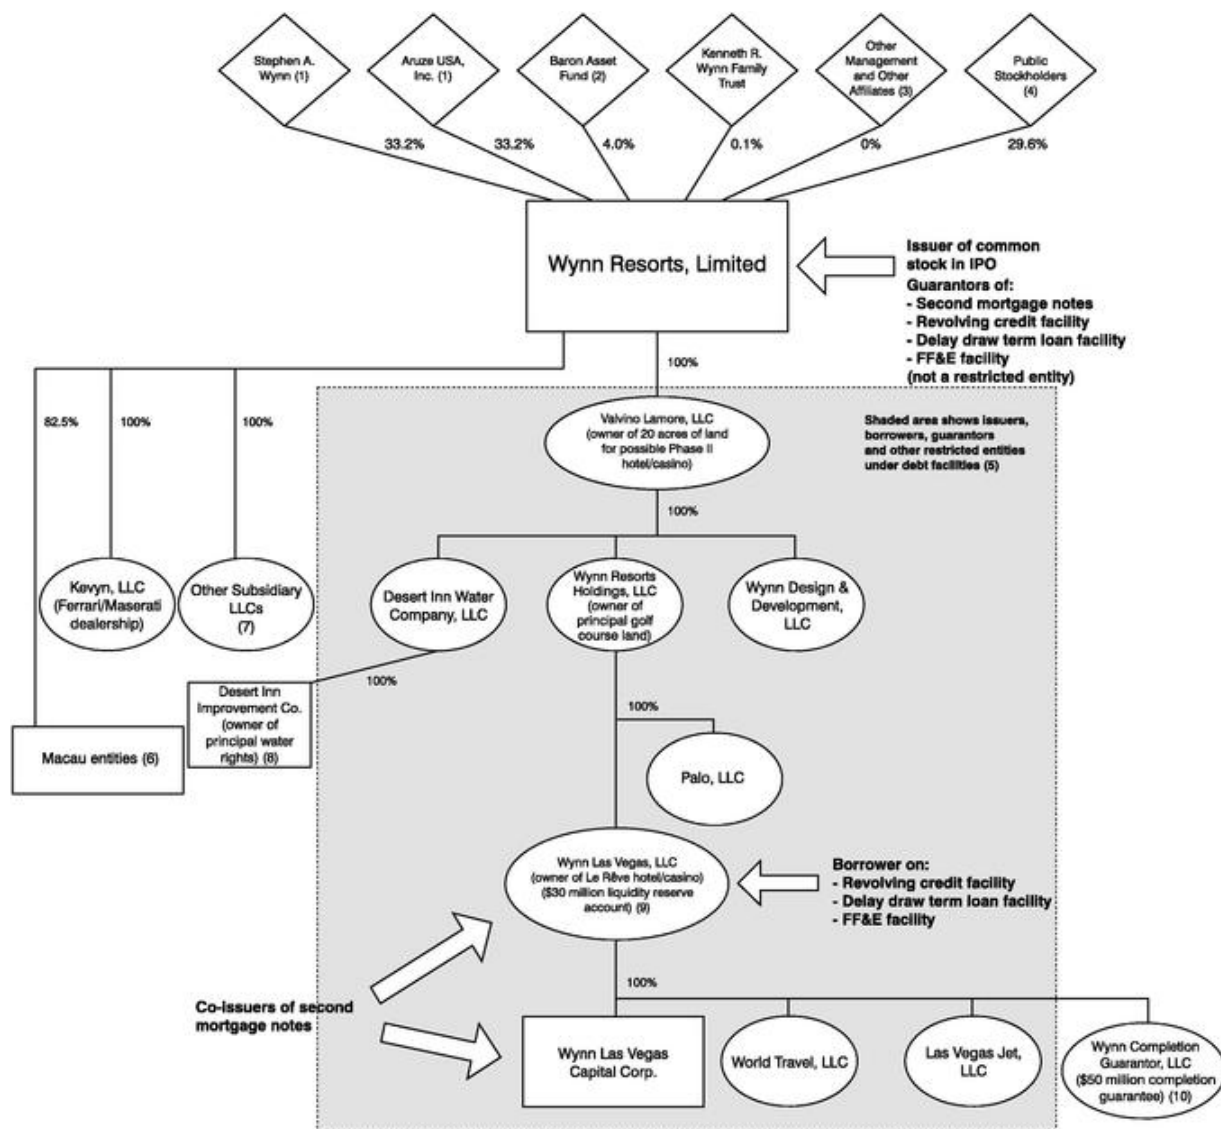 Stephen A.
Wynn (1)
Aruze USA,
Inc. (1)
Baron Asset
Fund (2)
Kenneth R.
Wynn Family
Trust
Other
Management
and Other
Affiliates (3)
Public
Stockholders
(4)
33.2%
33.2%
4.0%
0.1%
0%
29.6%
Wynn Resorts, Limited
Issuer of common
stock in IPO
Guarantors of:
- Second mortgage notes
- Revolving credit facility
- Delay draw term loan facility
- FF&E facility
(not a restricted entity)
100%
82.5%
100%
100%
Valvino Lamore, LLC
(owner of 20 acres of land
for possible Phase II
hotel/casino)
Shaded area shows issuers,
borrowers, guarantors
and other restricted entities
under debt facilities (5)
100%
Kevyn, LLC
(Ferrari/Maserati
dealership)
Other Subsidiary
LLCs
(7)
Desert Inn Water
Company, LLC
Wynn Resorts
Holdings, LLC
(owner of
principal golf
course land)
Wynn Design &
Development,
LLC
100%
Desert Inn
Improvement Co.
(owner of
principal water
rights) (8)
Macau entities (6)
100%
Palo, LLC
Wynn Las Vegas, LLC
(owner of Le Rêve hotel/casino)
($30 million liquidity reserve
account) (9)
Borrower on:
- Revolving credit facility
- Delay draw term loan facility
- FF&E facility
Co-issuers of second
mortgage notes
100%
Wynn Las Vegas
Capital Corp.
World Travel, LLC
Las Vegas Jet,
LLC
Wynn Completion
Guarantor, LLC
($50 million completion
guarantee) (10)